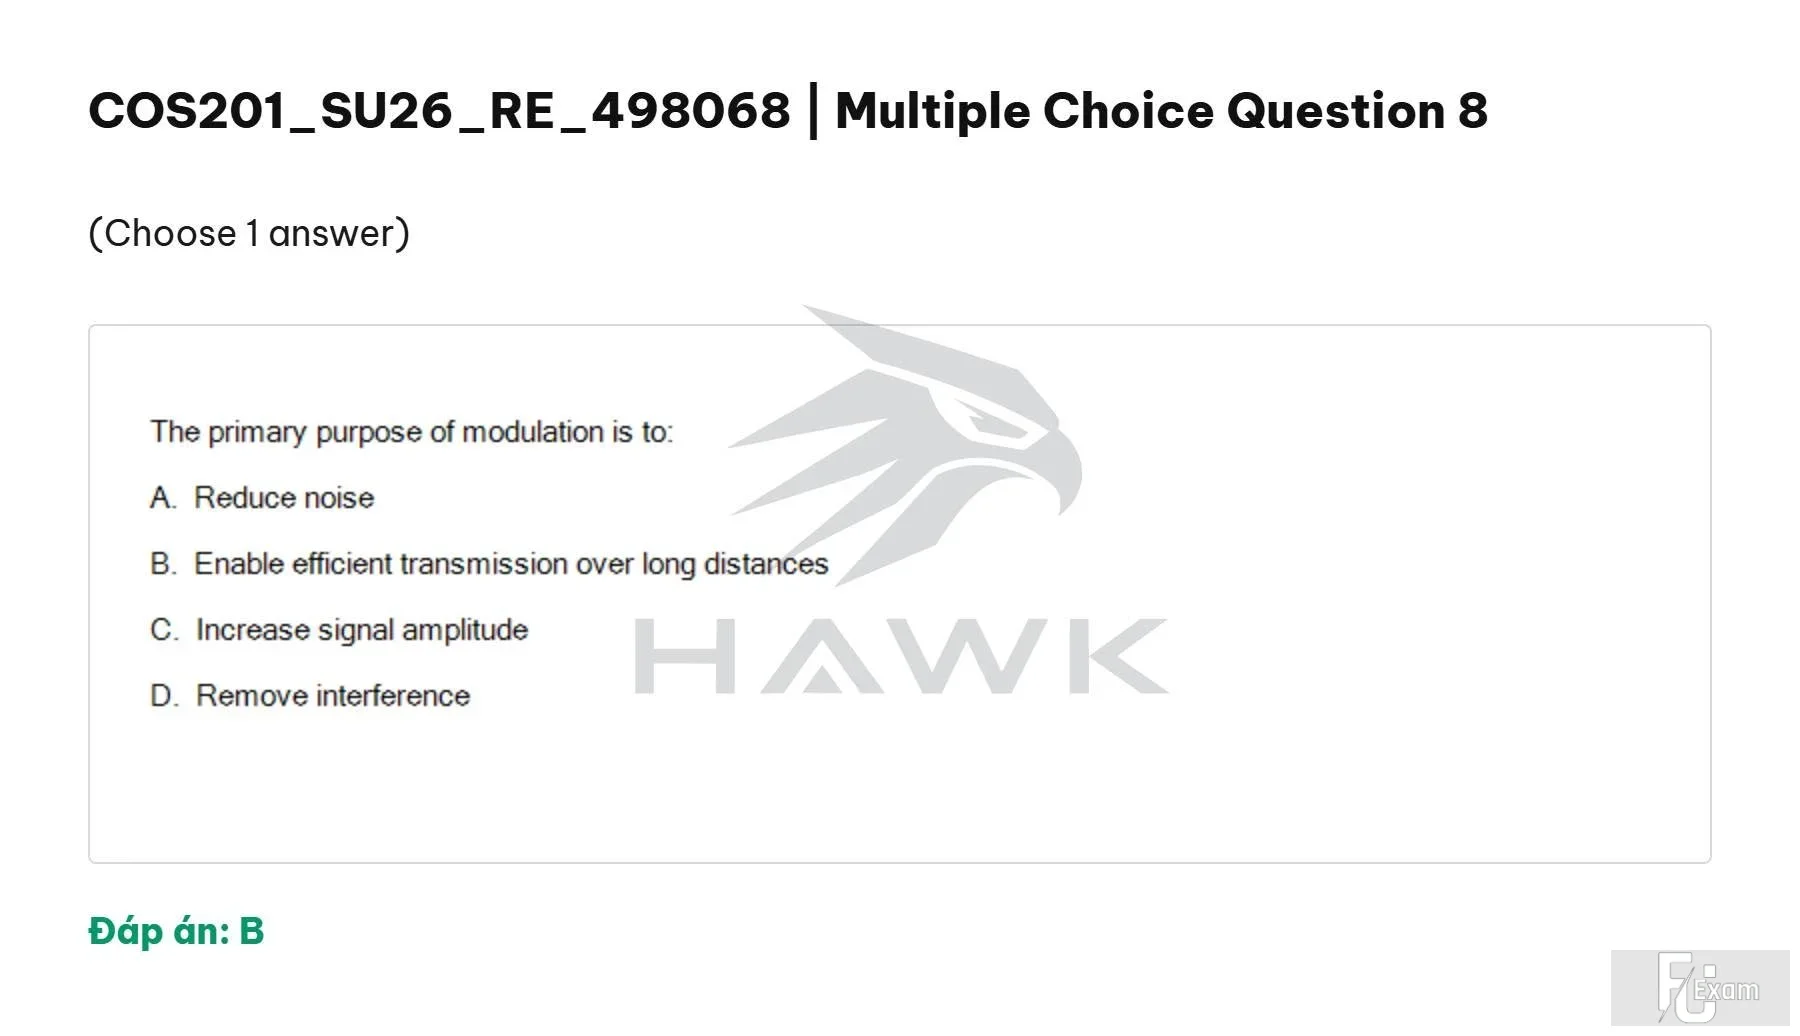 COS201_SU26_RE_498068 | Multiple Choice Question 8
(Choose 1 answer)
The primary purpose of modulation is to:
A. Reduce noise
B. Enable efficient transmission over long distances
C. Increase signal amplitude
D. Remove interference
HAWK
Đáp án: B
FU Exam